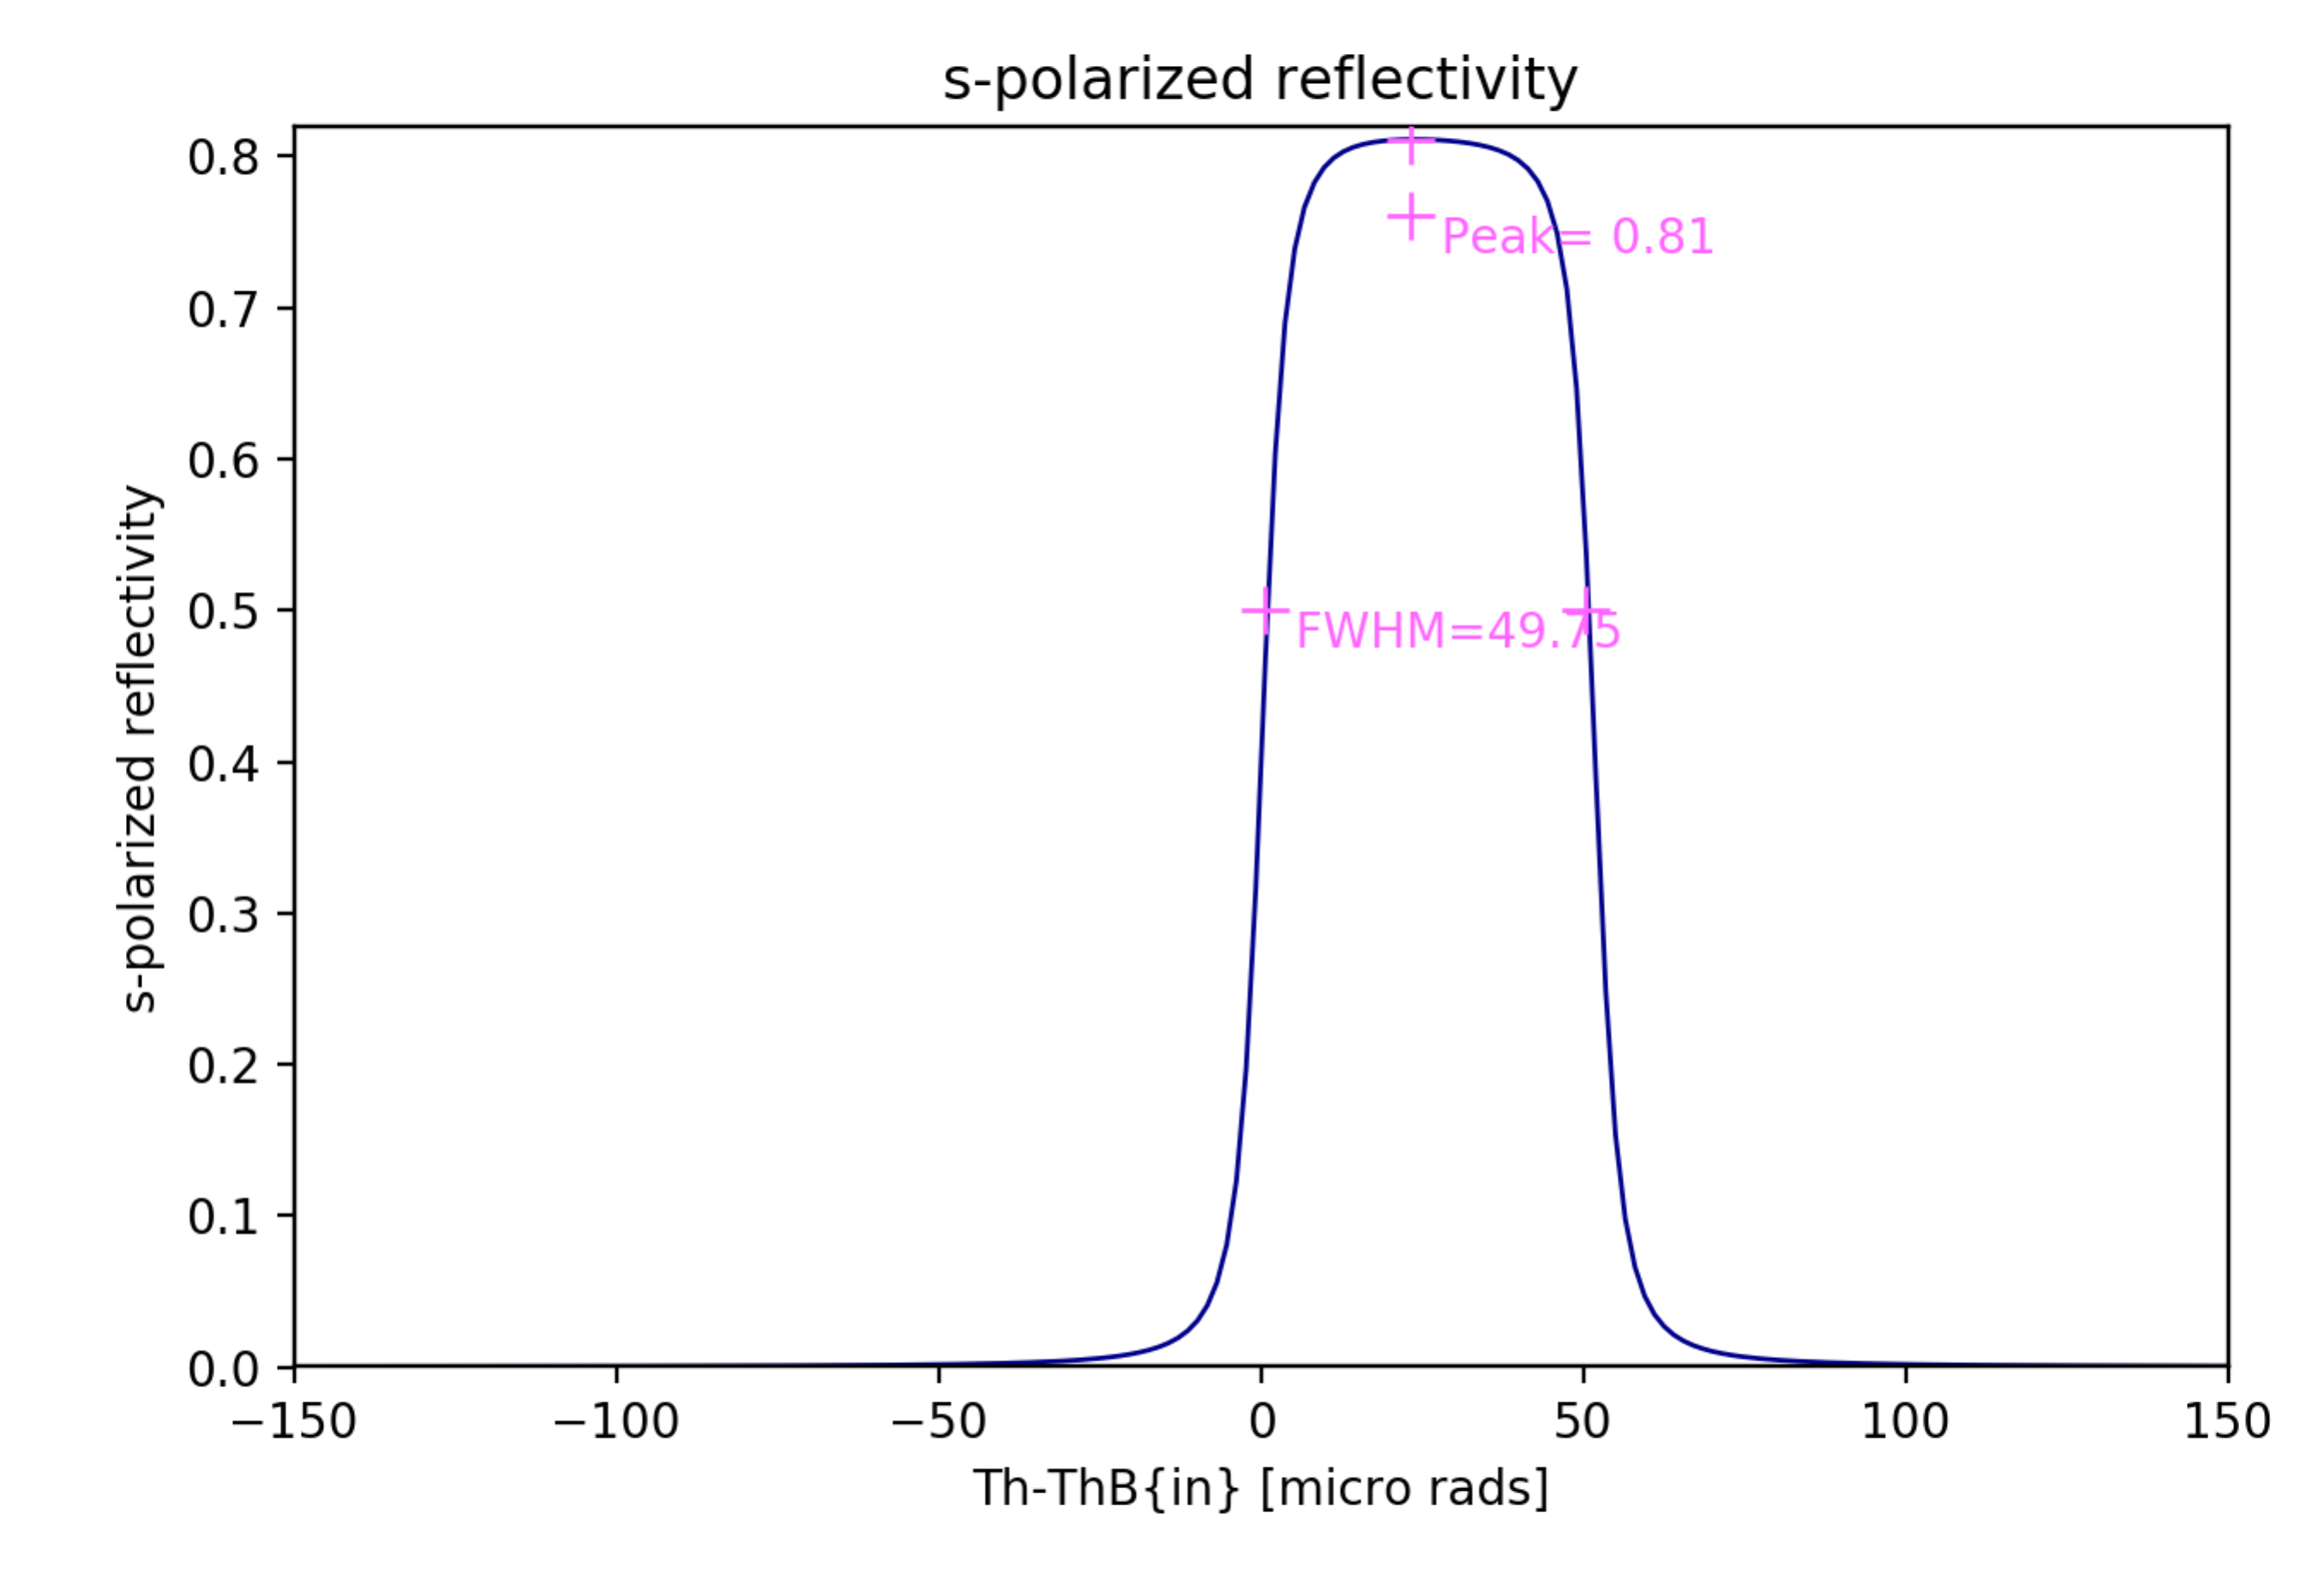 s-polarized reflectivity
0.8
0.7
0.6
0.5
0.4
0.3
0.2
0.1
0.0
s-polarized reflectivity
Peak= 0.81
FWHM=49.75
−150 −100 −50 0 50 100 150
Th-ThB{in} [micro rads]